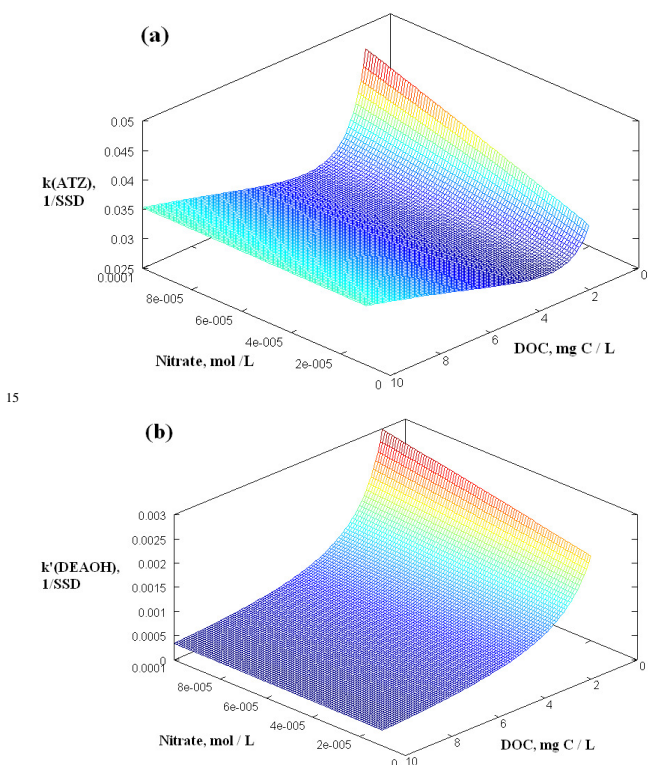 (a)
0.05
0.045
0.04
0.035
0.03
0.025
k(ATZ),
1/SSD
0.0001
8e-005
6e-005
4e-005
2e-005
0
Nitrate, mol /L
10
8
6
4
2
0
DOC, mg C / L
15
(b)
0.003
0.0025
0.002
0.0015
0.001
0.0005
0
k'(DEAOH),
1/SSD
0.0001
8e-005
6e-005
4e-005
2e-005
0
Nitrate, mol / L
10
8
6
4
2
0
DOC, mg C / L